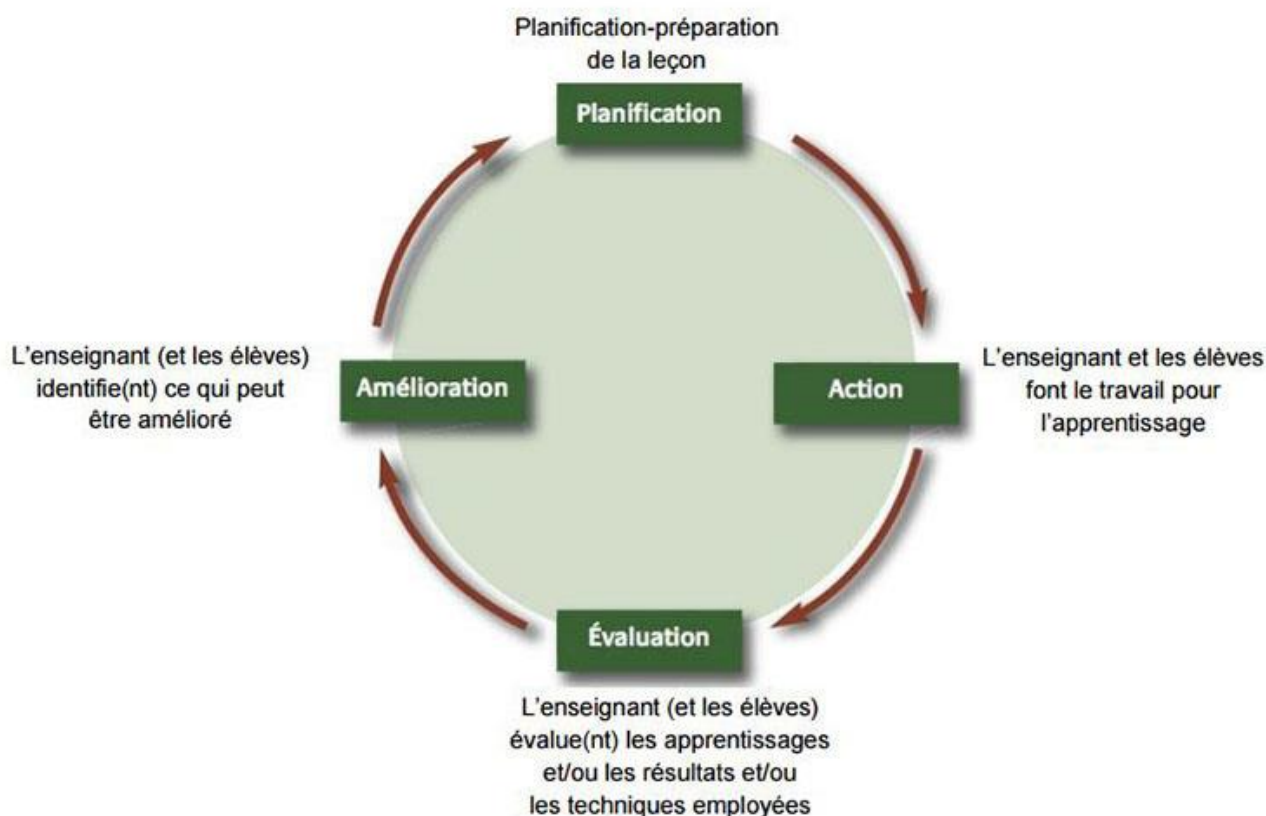 Planification-préparation
de la leçon
Planification
L'enseignant (et les élèves)
identifie(nt) ce qui peut
être amélioré
Amélioration
Action
L'enseignant et les élèves
font le travail pour
l'apprentissage
Évaluation
L'enseignant (et les élèves)
évalue(nt) les apprentissages
et/ou les résultats et/ou
les techniques employées